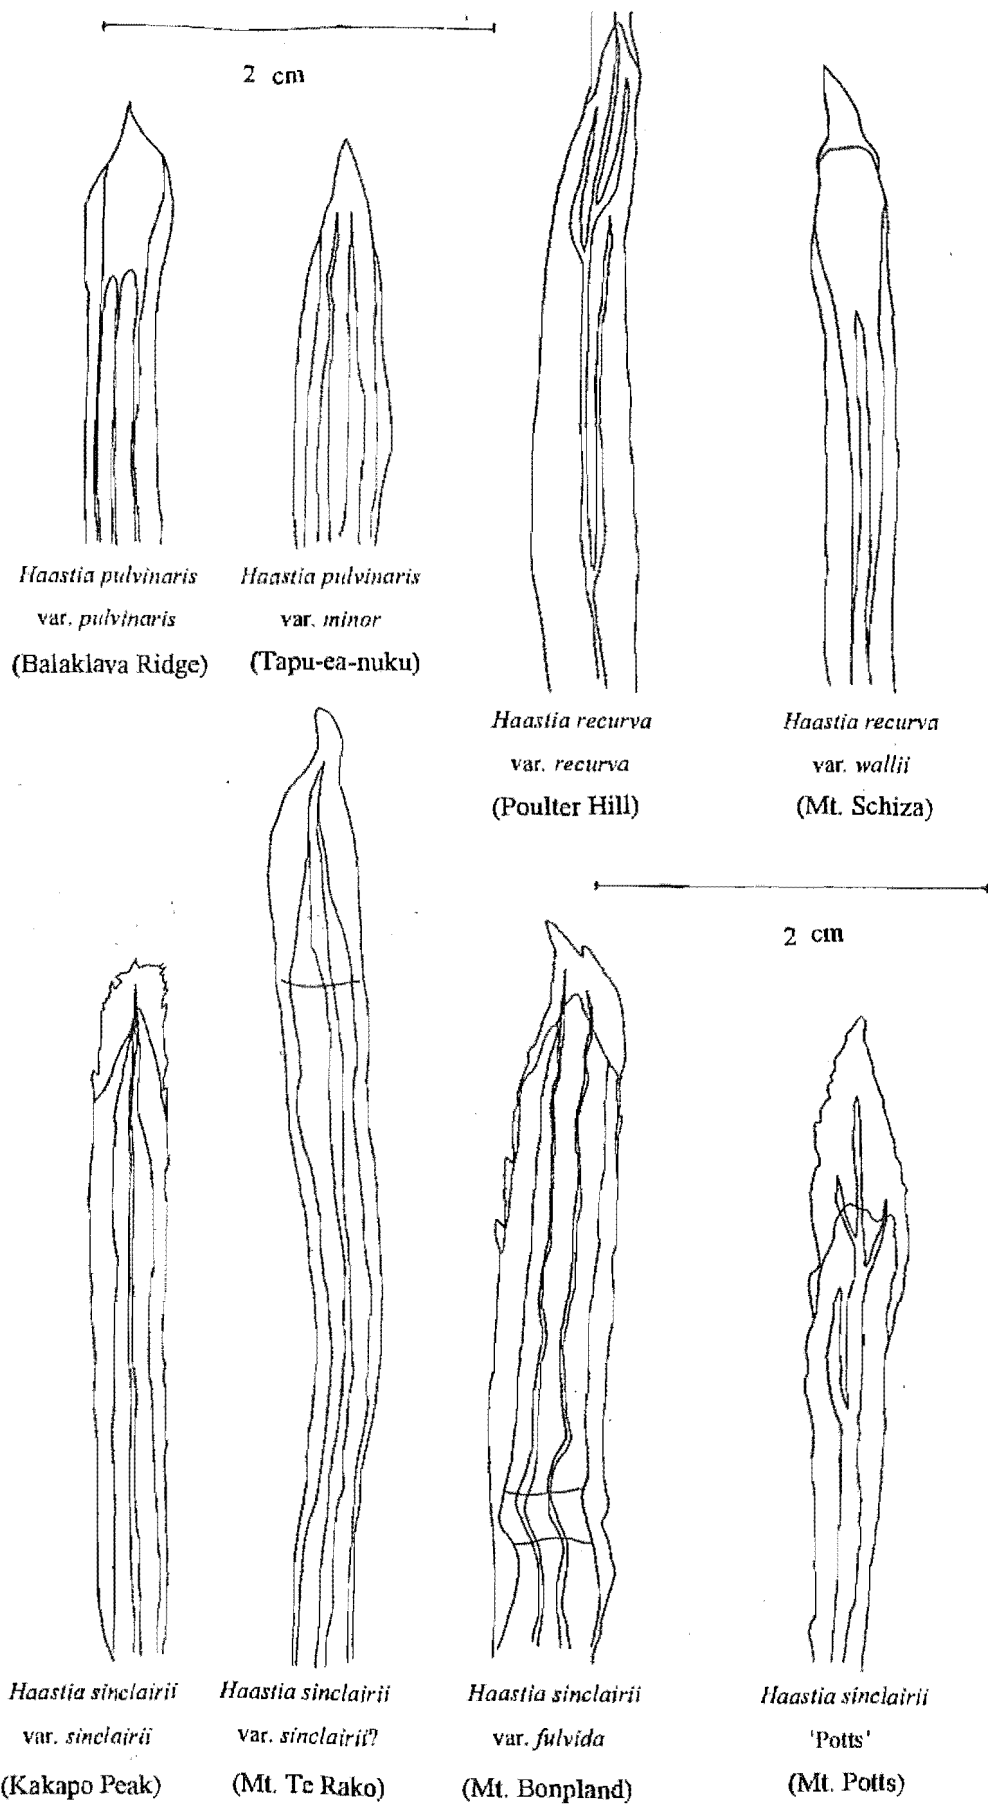 2 cm
Haastia pulvinaris
var. pulvinaris
(Balaklava Ridge)
Haastia pulvinaris
var. minor
(Tapu-ea-nuku)
Haastia recurva
var. recurva
(Poulter Hill)
Haastia recurva
var. wallii
(Mt. Schiza)
2 cm
Haastia sinclairii
var. sinclairii
(Kakapo Peak)
Haastia sinclairii
var. sinclairii?
(Mt. Te Rako)
Haastia sinclairii
var. fulvida
(Mt. Bonpland)
Haastia sinclairii
'Potts'
(Mt. Potts)